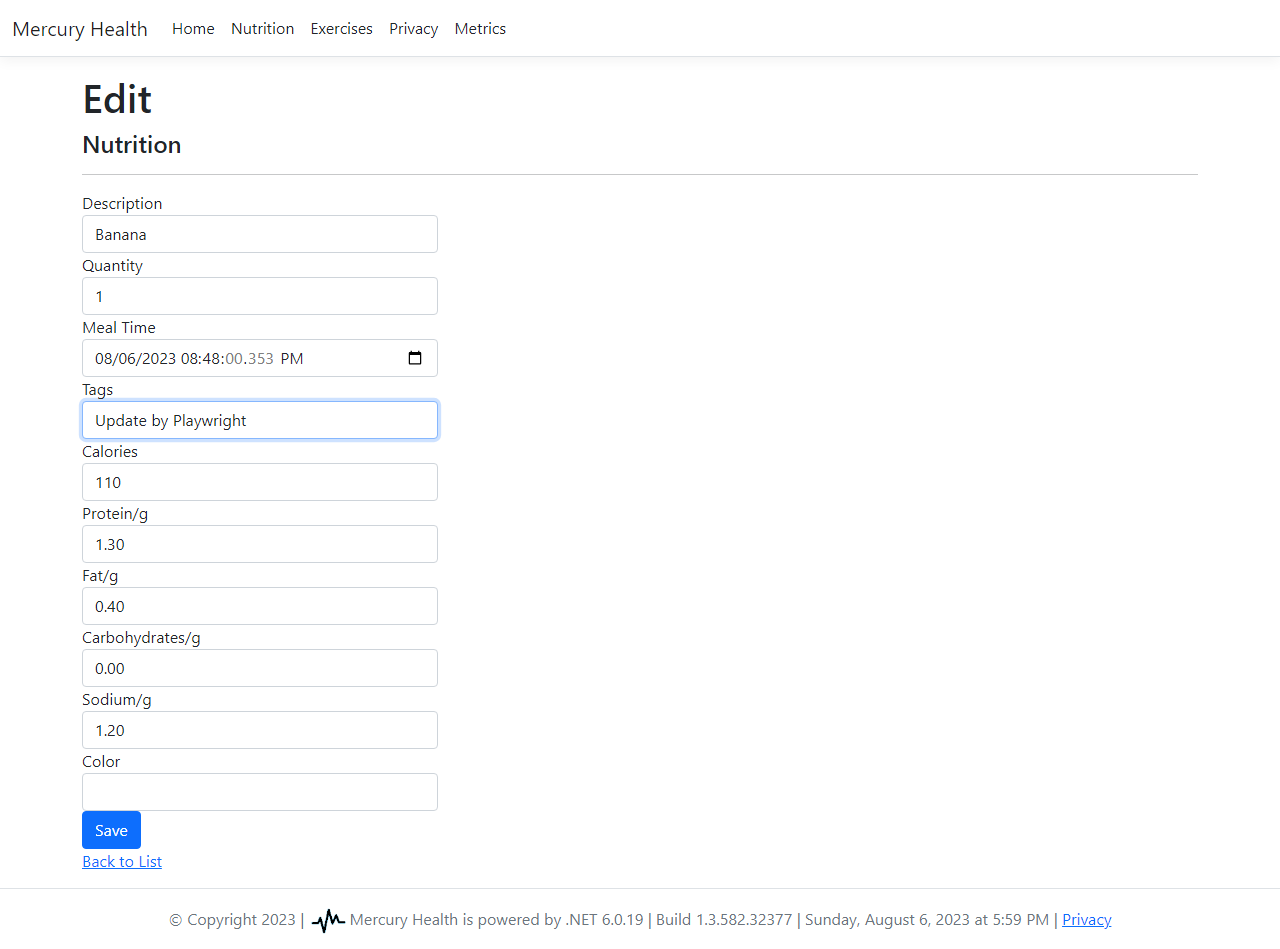 Mercury Health Home Nutrition Exercises Privacy Metrics
Edit
Nutrition
Description
Banana
Quantity
1
Meal Time
08/06/2023 08:48:00.353 PM
Tags
Update by Playwright
Calories
110
Protein/g
1.30
Fat/g
0.40
Carbohydrates/g
0.00
Sodium/g
1.20
Color
Save
Back to List
© Copyright 2023 | Mercury Health is powered by .NET 6.0.19 | Build 1.3.582.32377 | Sunday, August 6, 2023 at 5:59 PM | Privacy